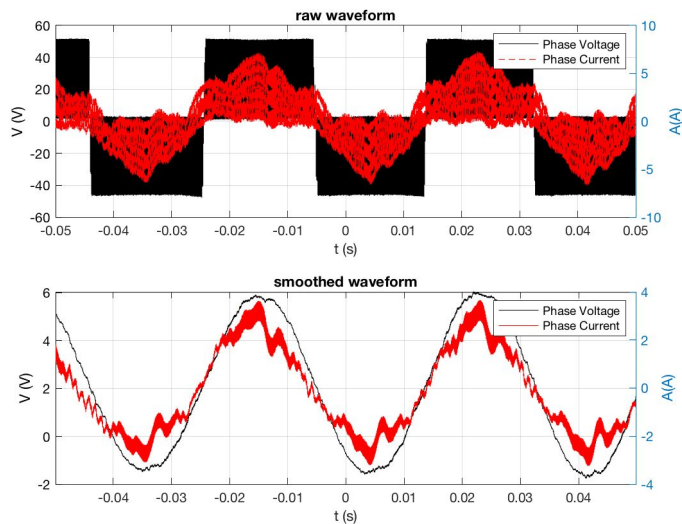 raw waveform
60
40
20
0
-20
-40
-60
V (V)
10
5
0
-5
-10
A(A)
Phase Voltage
Phase Current
-0.05 -0.04 -0.03 -0.02 -0.01 0 0.01 0.02 0.03 0.04 0.05
t (s)
smoothed waveform
6
4
2
0
-2
V (V)
4
2
0
-2
-4
A(A)
Phase Voltage
Phase Current
-0.04 -0.03 -0.02 -0.01 0 0.01 0.02 0.03 0.04
t (s)